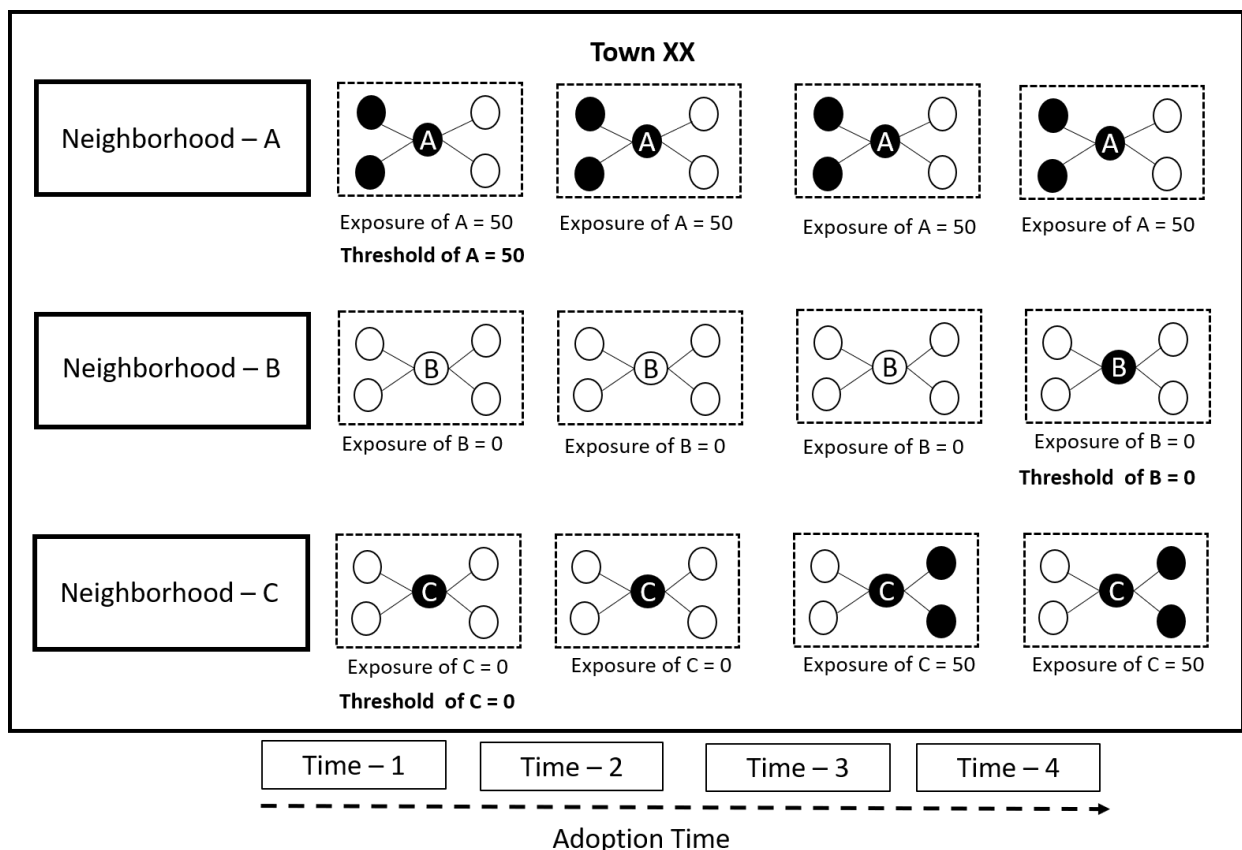 Town XX
Neighborhood – A
A
A
A
A
Exposure of A = 50
Exposure of A = 50
Exposure of A = 50
Exposure of A = 50
Threshold of A = 50
Neighborhood – B
B
B
B
B
Exposure of B = 0
Exposure of B = 0
Exposure of B = 0
Exposure of B = 0
Threshold of B = 0
Neighborhood – C
C
C
C
C
Exposure of C = 0
Exposure of C = 0
Exposure of C = 50
Exposure of C = 50
Threshold of C = 0
Time – 1
Time – 2
Time – 3
Time – 4
Adoption Time